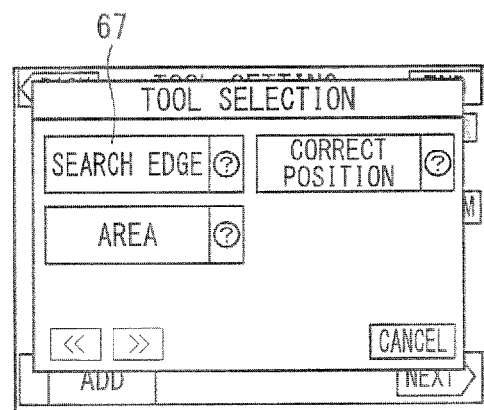 67
TOOL SELECTION
SEARCH EDGE ?
CORRECT
POSITION ?
AREA ?
<< >>
CANCEL
ADD
NEXT